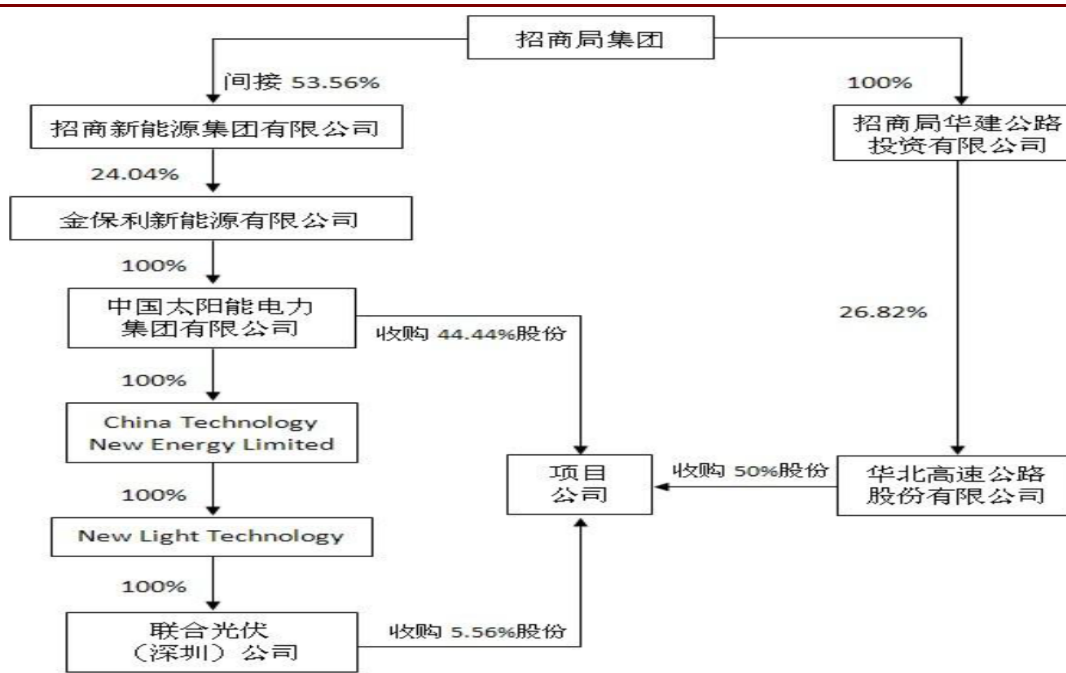 招商局集团
间接 53.56%
100%
招商新能源集团有限公司
招商局华建公路
投资有限公司
24.04%
金保利新能源有限公司
100%
中国太阳能电力
集团有限公司
收购 44.44%股份
26.82%
100%
China Technology
New Energy Limited
项目
公司
收购 50%股份
华北高速公路
股份有限公司
100%
New Light Technology
100%
联合光伏
（深圳）公司
收购 5.56%股份